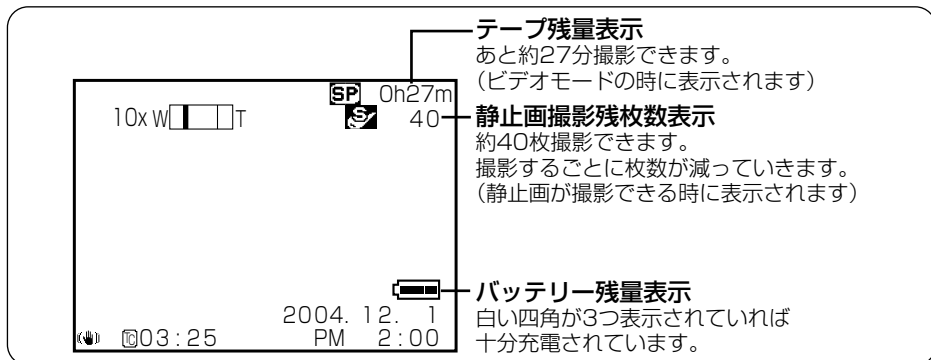 テープ残量表示
あと約27分撮影できます。
（ビデオモードの時に表示されます）
SP 0h27m
10x W T
S 40
静止画撮影残枚数表示
約40枚撮影できます。
撮影するごとに枚数が減っていきます。
（静止画が撮影できる時に表示されます）
バッテリー残量表示
白い四角が3つ表示されていれば
十分充電されています。
2004. 12. 1
TC 03:25 PM 2:00